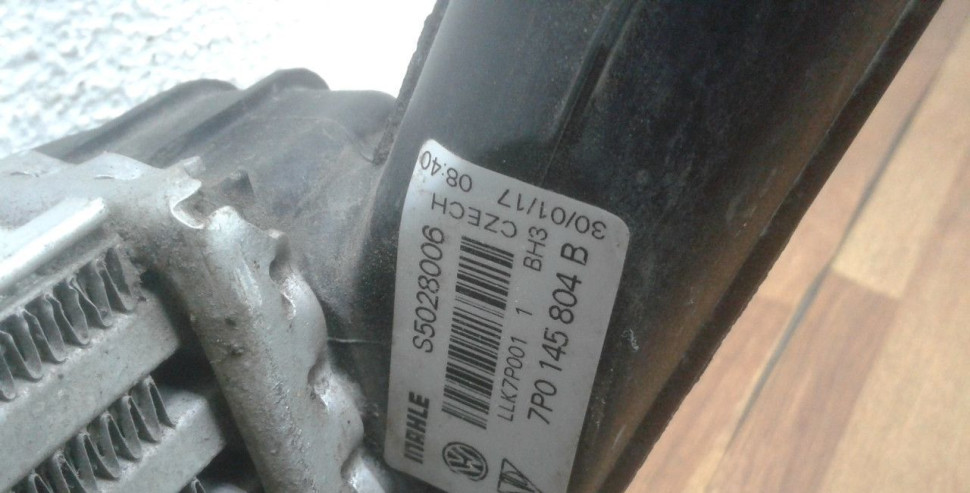 MAHLE S5028006
CZECH 08:40
LLK7P001 1 BH3 30/01/17
7P0 145 804 B